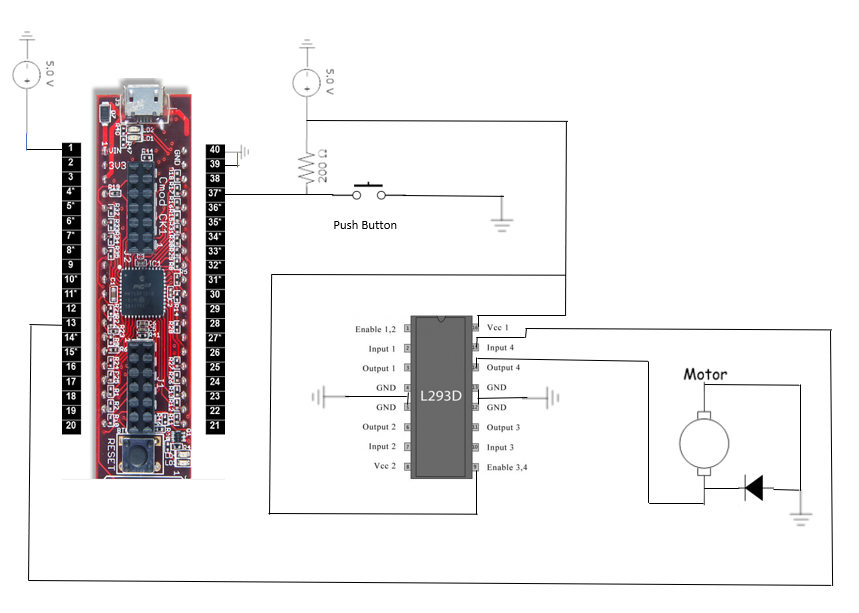 5.0 V
5.0 V
200 Ω
Push Button
1
2
3
4*
5*
6*
7*
8*
9
10*
11*
12
13
14*
15*
16
17
18
19
20
40
39
38
37*
36*
35*
34*
33*
32*
31*
30
29
28
27*
26
25
24
23
22
21
VIN
3V3
GND
LD2
LD1
Cmod CK1
J2
IC1
J1
RESET
Enable 1,2
Input 1
Output 1
GND
GND
Output 2
Input 2
Vcc 2
L293D
Vcc 1
Input 4
Output 4
GND
GND
Output 3
Input 3
Enable 3,4
Motor